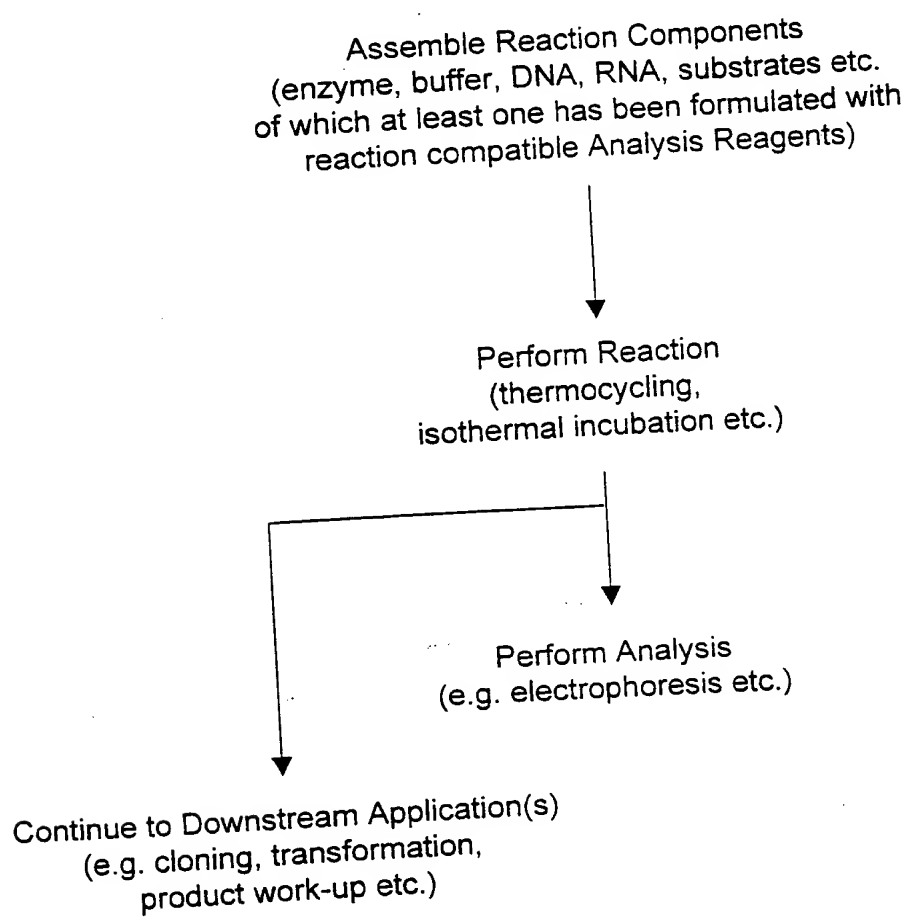 Assemble Reaction Components
(enzyme, buffer, DNA, RNA, substrates etc.
of which at least one has been formulated with
reaction compatible Analysis Reagents)
Perform Reaction
(thermocycling,
isothermal incubation etc.)
Perform Analysis
(e.g. electrophoresis etc.)
Continue to Downstream Application(s)
(e.g. cloning, transformation,
product work-up etc.)